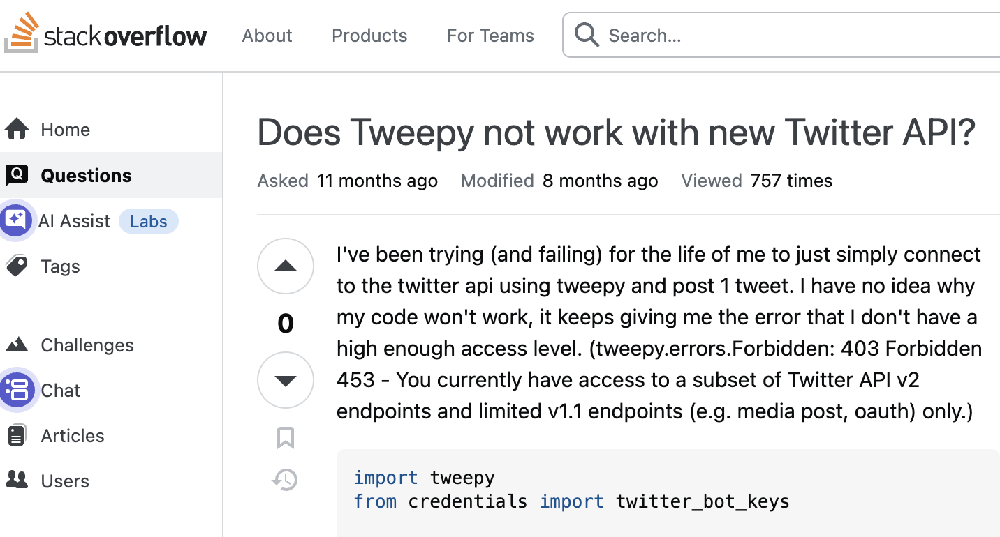 stackoverflow About Products For Teams Search...
Home
Questions
AI Assist Labs
Tags
Challenges
Chat
Articles
Users
Does Tweepy not work with new Twitter API?
Asked 11 months ago Modified 8 months ago Viewed 757 times
0
I've been trying (and failing) for the life of me to just simply connect
to the twitter api using tweepy and post 1 tweet. I have no idea why
my code won't work, it keeps giving me the error that I don't have a
high enough access level. (tweepy.errors.Forbidden: 403 Forbidden
453 - You currently have access to a subset of Twitter API v2
endpoints and limited v1.1 endpoints (e.g. media post, oauth) only.)
import tweepy
from credentials import twitter_bot_keys